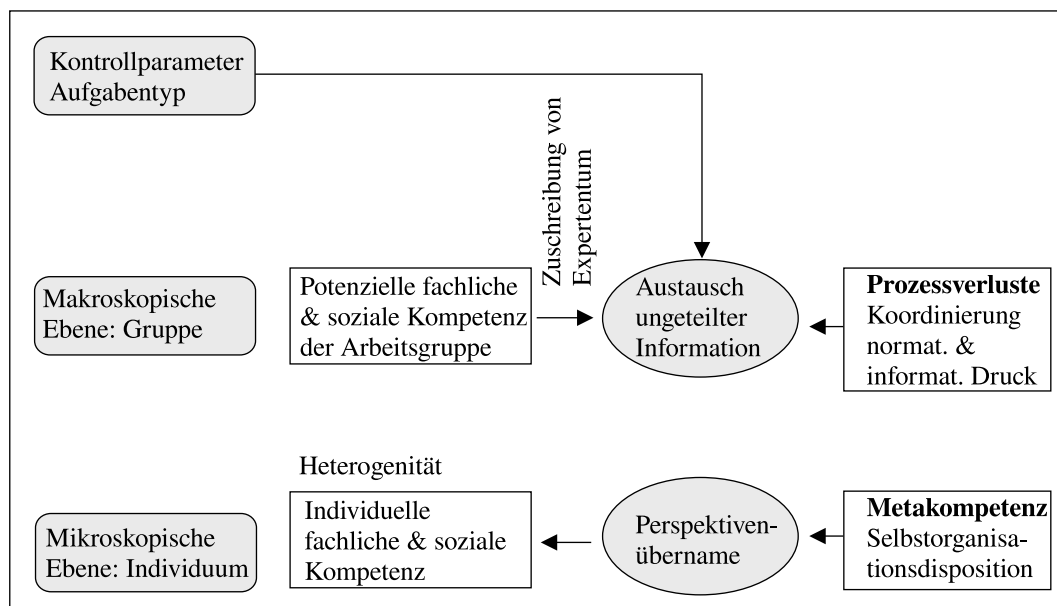 Kontrollparameter
Aufgabentyp
Zuschreibung von
Expertentum
Makroskopische
Ebene: Gruppe
Potenzielle fachliche
& soziale Kompetenz
der Arbeitsgruppe
Austausch
ungeteilter
Information
Prozessverluste
Koordinierung
normat. &
informat. Druck
Heterogenität
Mikroskopische
Ebene: Individuum
Individuelle
fachliche & soziale
Kompetenz
Perspektiven-
übername
Metakompetenz
Selbstorganisa-
tionsdisposition